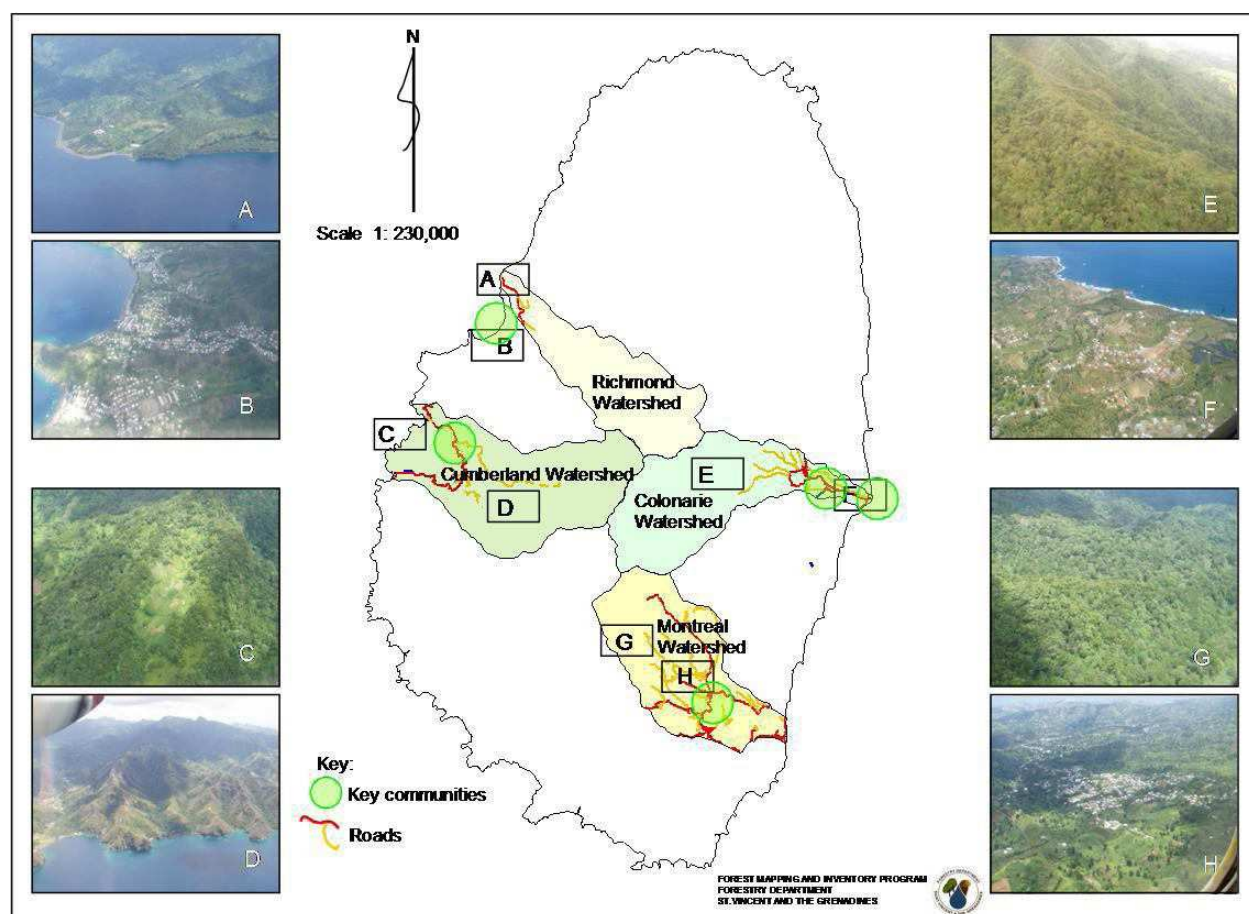 N
Scale 1: 230,000
A
B
C
D
E
F
G
H
A
B
Richmond
Watershed
C
Cumberland Watershed
D
E
Colonarie
Watershed
F
G
Montreal
Watershed
H
Key:
Key communities
Roads
FOREST MAPPING AND INVENTORY PROGRAM
FORESTRY DEPARTMENT
ST.VINCENT AND THE GRENADINES